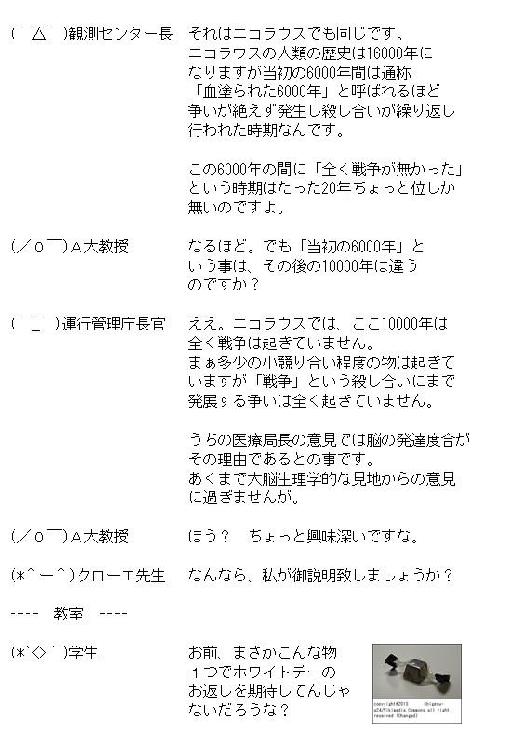 (　△　)観測センター長　それはニコラウスでも同じです、
ニコラウスの人類の歴史は16000年に
なりますが当初の6000年間は通称
「血塗られた6000年」と呼ばれるほど
争いが絶えず発生し殺し合いが繰り返し
行われた時期なんです。
この6000年の間に「全く戦争が無かった」
という時期はたった20年ちょっと位しか
無いのですよ。
(／０￣)Ａ大教授　なるほど。でも「当初の6000年」と
いう事は、その後の10000年は違う
のですか？
(　_　)運行管理庁長官　ええ。ニコラウスでは、ここ10000年は
全く戦争は起きていません。
まぁ多少の小競り合い程度の物は起きて
いますが「戦争」という殺し合いにまで
発展する争いは全く起きていません。
うちの医療局長の意見では脳の発達度合が
その理由であるとの事です。
あくまで大脳生理学的な見地からの意見
に過ぎませんが。
(／０￣)Ａ大教授　ほう？　ちょっと興味深いですな。
(*＾ー＾)クローエ先生　なんなら、私が御説明致しましょうか？
----　教室　----
(*`◇´)学生　お前、まさかこんな物
１つでホワイトデーの
お返しを期待してんじゃ
ないだろうな？